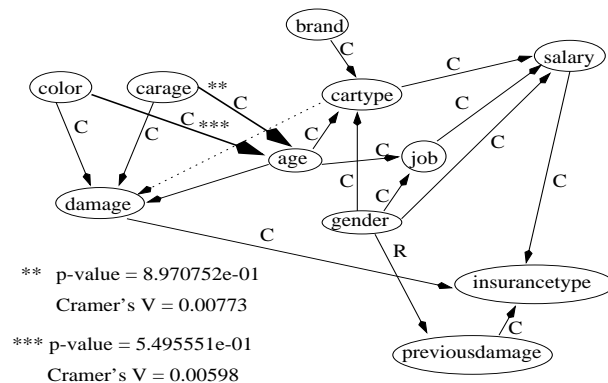 brand
C
color
carage
**
C
C
***
C
C
cartype
C
salary
C
C
C
age
C
job
C
C
C
damage
gender
C
R
C
insurancetype
C
previousdamage
** p-value = 8.970752e-01
Cramer's V = 0.00773
*** p-value = 5.495551e-01
Cramer's V = 0.00598